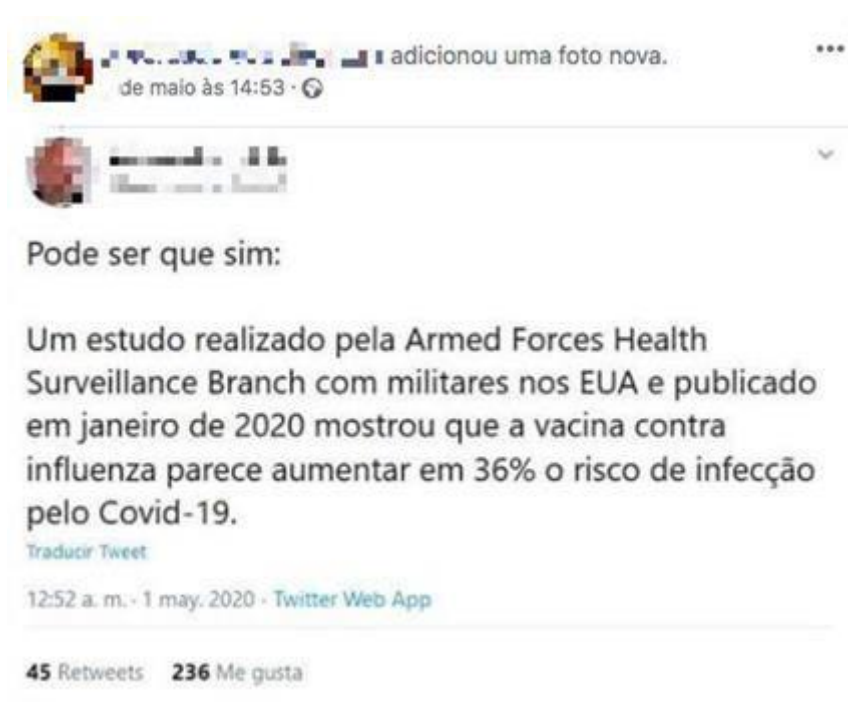 adicionou uma foto nova.
de maio às 14:53
Pode ser que sim:
Um estudo realizado pela Armed Forces Health
Surveillance Branch com militares nos EUA e publicado
em janeiro de 2020 mostrou que a vacina contra
influenza parece aumentar em 36% o risco de infecção
pelo Covid-19.
Traducir Tweet
12:52 a. m. · 1 may. 2020 · Twitter Web App
45 Retweets 236 Me gusta